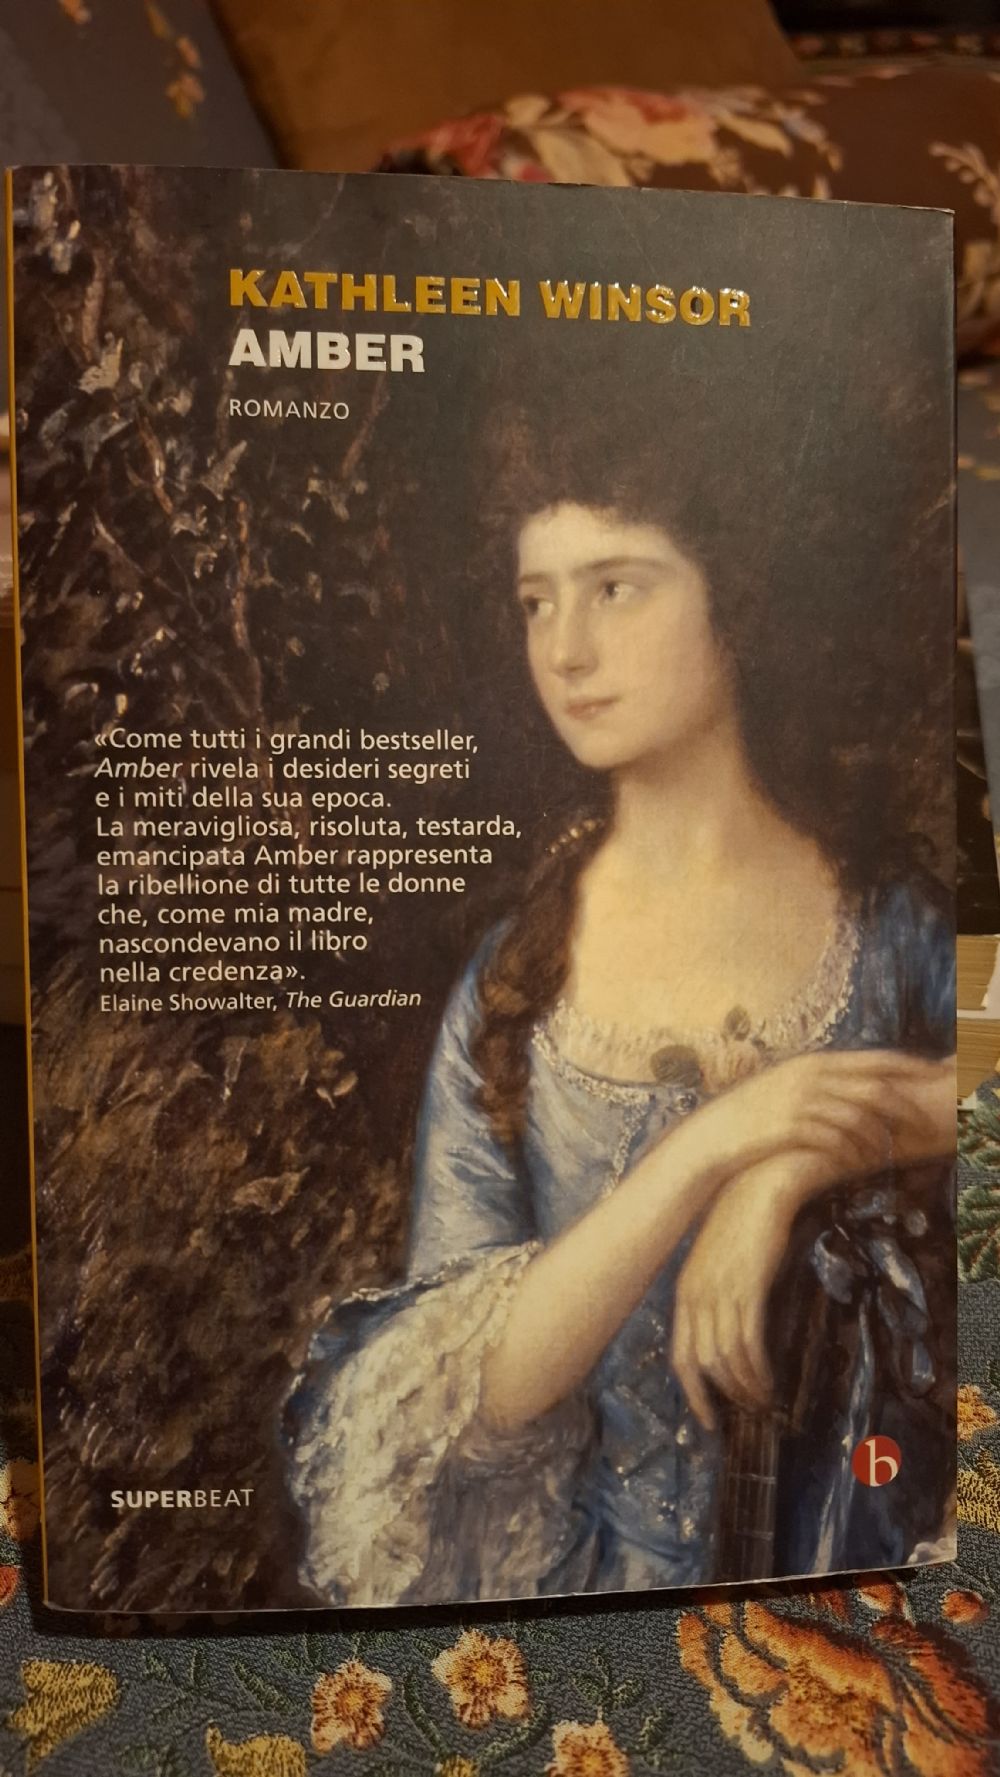 KATHLEEN WINSOR
AMBER
ROMANZO
«Come tutti i grandi bestseller,
Amber rivela i desideri segreti
e i miti della sua epoca.
La meravigliosa, risoluta, testarda,
emancipata Amber rappresenta
la ribellione di tutte le donne
che, come mia madre,
nascondevano il libro
nella credenza».
Elaine Showalter, The Guardian
SUPERBEAT
b